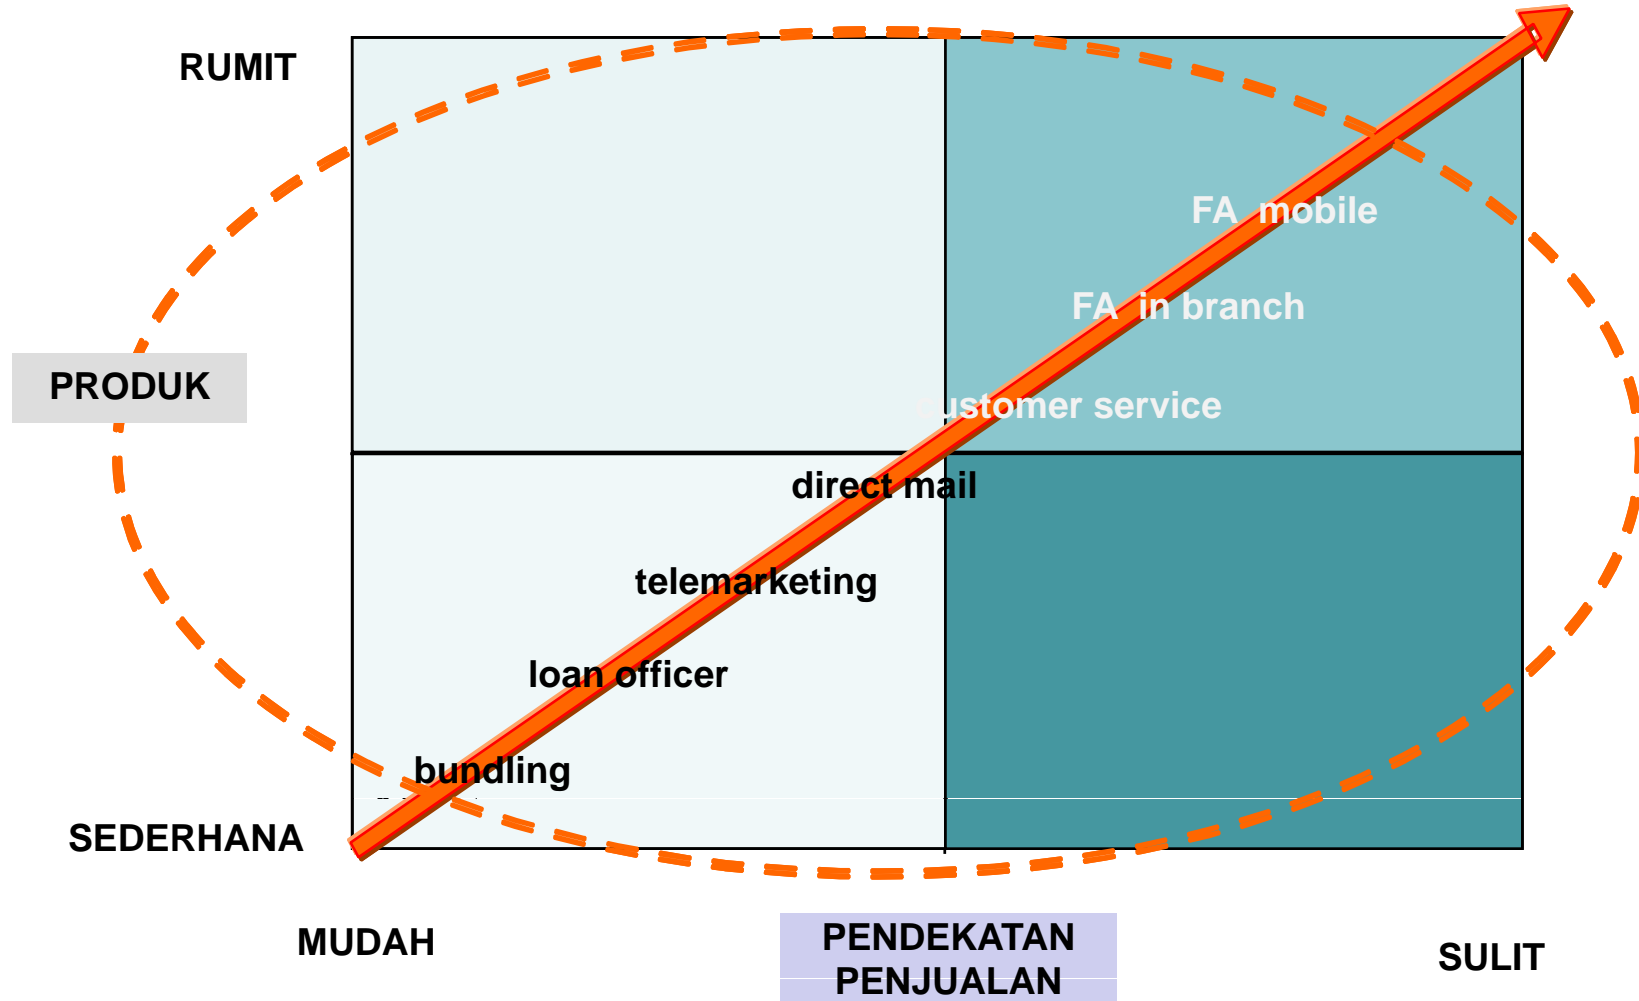 RUMIT
FA mobile
FA in branch
PRODUK
customer service
direct mail
telemarketing
loan officer
bundling
SEDERHANA
MUDAH
PENDEKATAN
PENJUALAN
SULIT